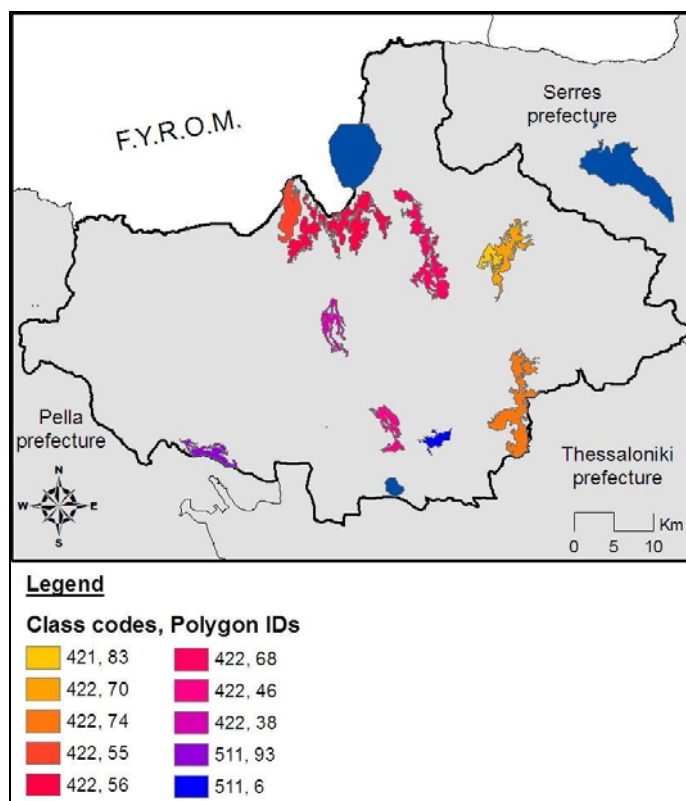 F.Y.R.O.M.
Serres
prefecture
Pella
prefecture
N
W E
S
Thessaloniki
prefecture
Km
0 5 10
Legend
Class codes, Polygon IDs
421, 83
422, 70
422, 74
422, 55
422, 56
422, 68
422, 46
422, 38
511, 93
511, 6